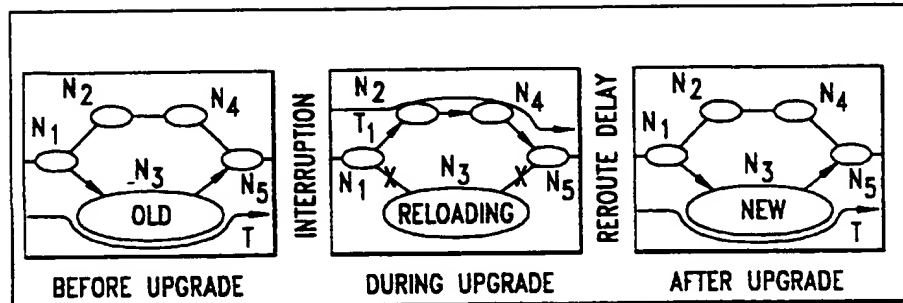 N2
N4
N1
N3
N5
OLD
T
BEFORE UPGRADE
INTERRUPTION
N2
N4
T1
N1
N3
N5
RELOADING
DURING UPGRADE
REROUTE DELAY
N2
N4
N1
N3
N5
NEW
T
AFTER UPGRADE